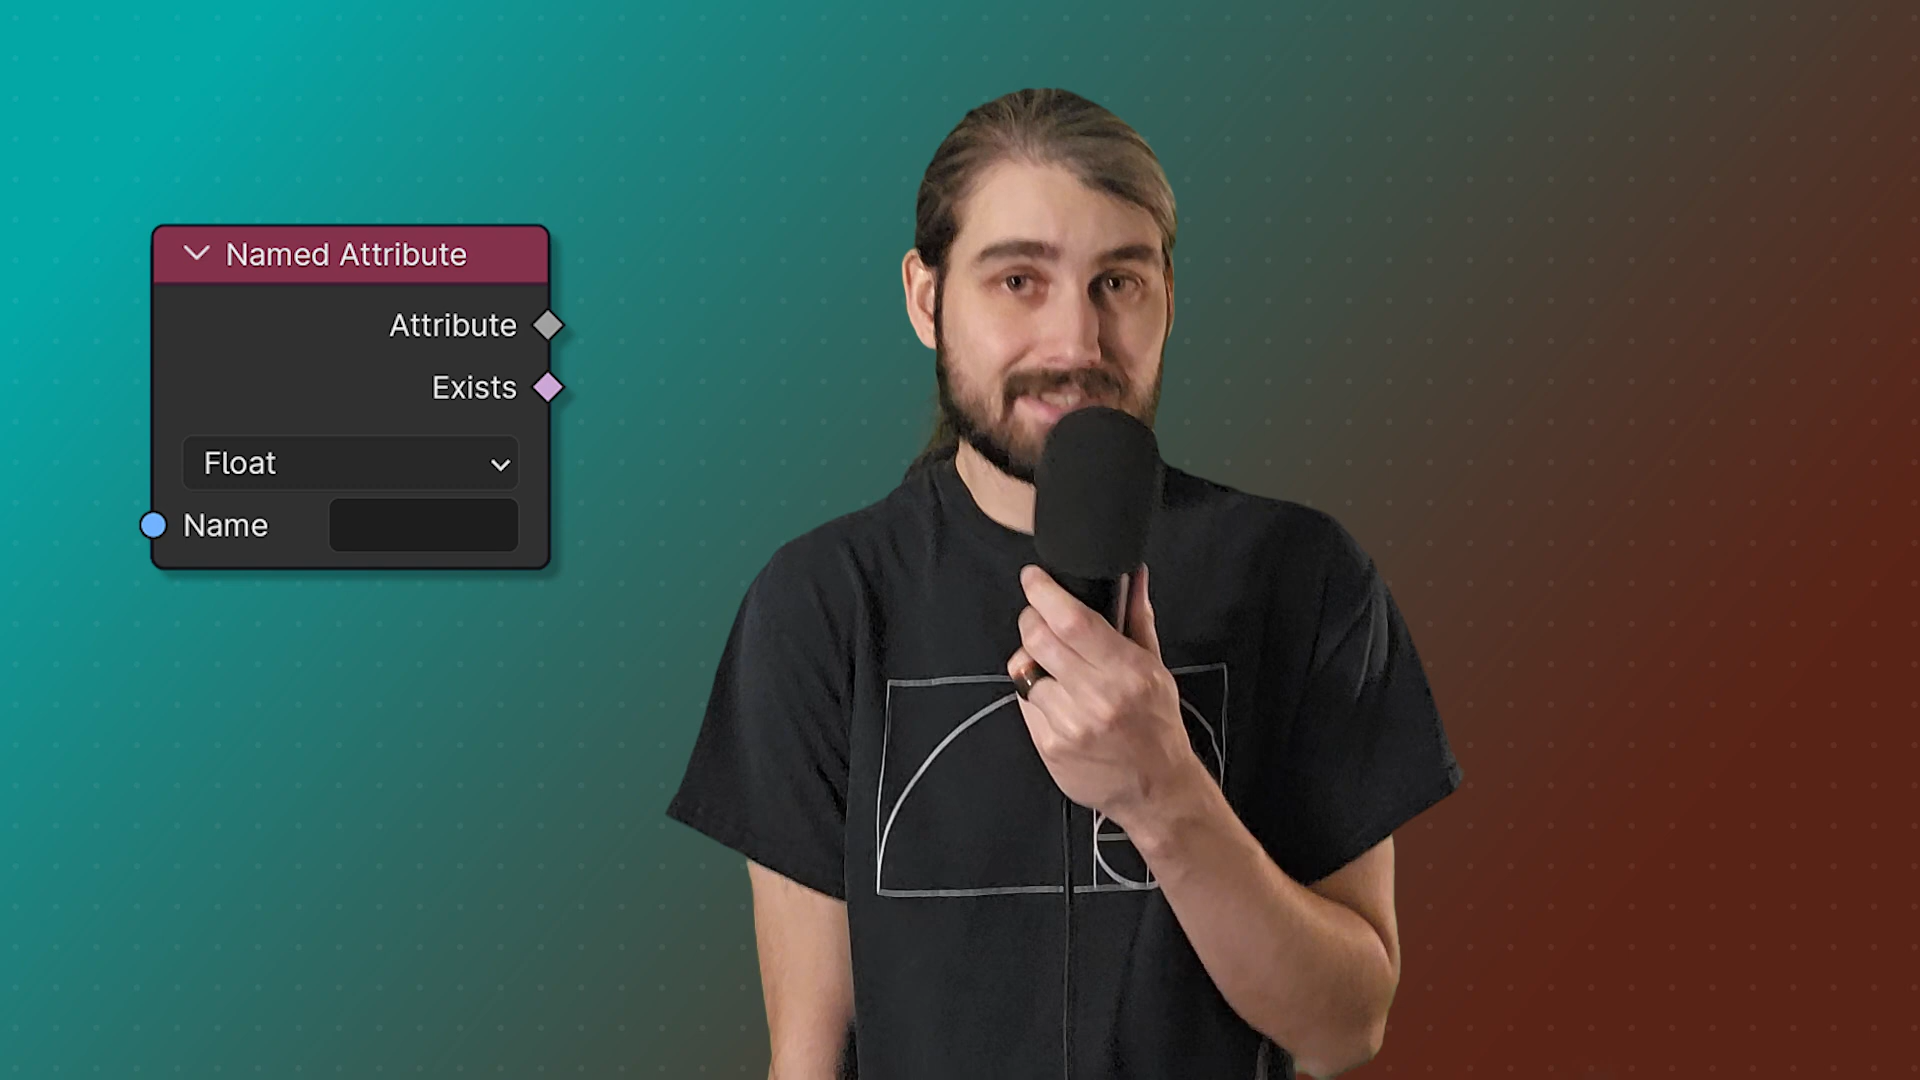 Named Attribute
Attribute
Exists
Float
Name